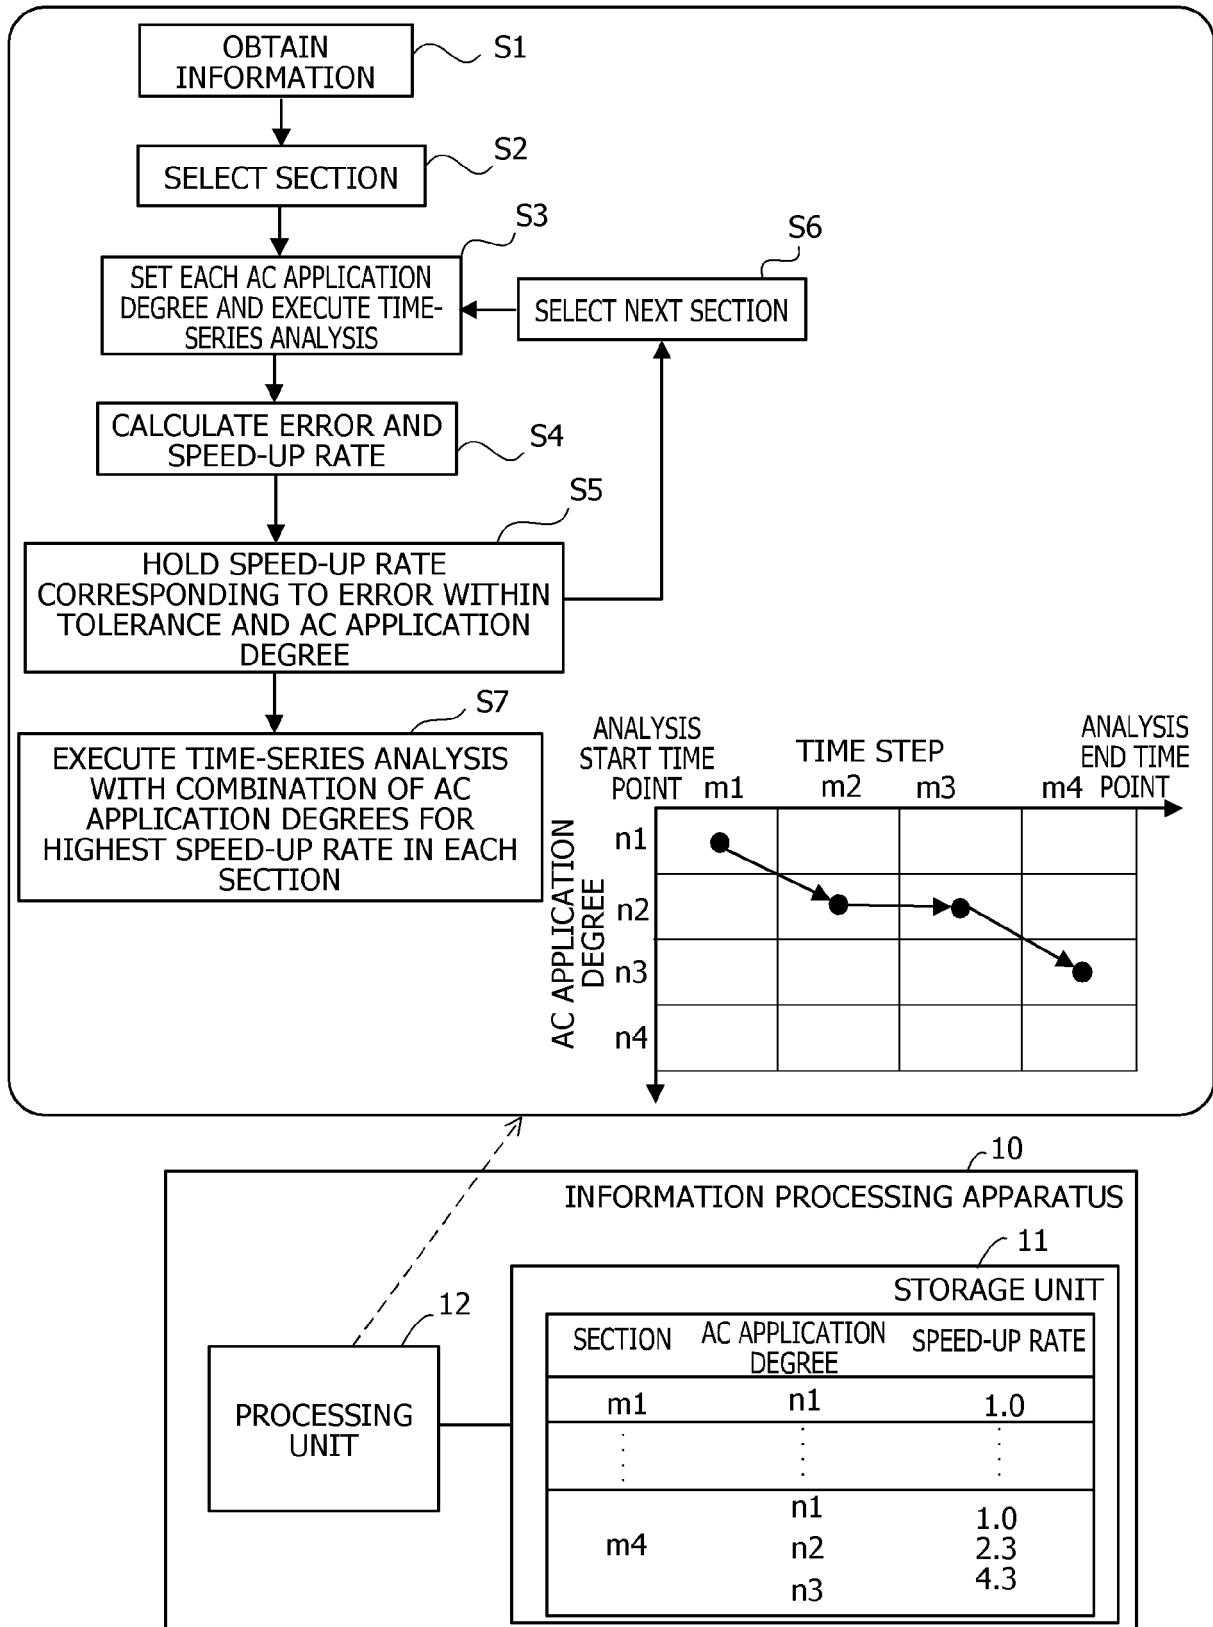 OBTAIN
INFORMATION
S1
SELECT SECTION
S2
SET EACH AC APPLICATION
DEGREE AND EXECUTE TIME-
SERIES ANALYSIS
S3
SELECT NEXT SECTION
S6
CALCULATE ERROR AND
SPEED-UP RATE
S4
HOLD SPEED-UP RATE
CORRESPONDING TO ERROR WITHIN
TOLERANCE AND AC APPLICATION
DEGREE
S5
EXECUTE TIME-SERIES ANALYSIS
WITH COMBINATION OF AC
APPLICATION DEGREES FOR
HIGHEST SPEED-UP RATE IN EACH
SECTION
S7
ANALYSIS
START TIME
POINT
TIME STEP
ANALYSIS
END TIME
POINT
m1 m2 m3 m4
AC APPLICATION
DEGREE
n1
n2
n3
n4
10
INFORMATION PROCESSING APPARATUS
11
STORAGE UNIT
12
PROCESSING
UNIT
SECTION AC APPLICATION DEGREE SPEED-UP RATE
m1 n1 1.0
m4
n1 1.0
n2 2.3
n3 4.3